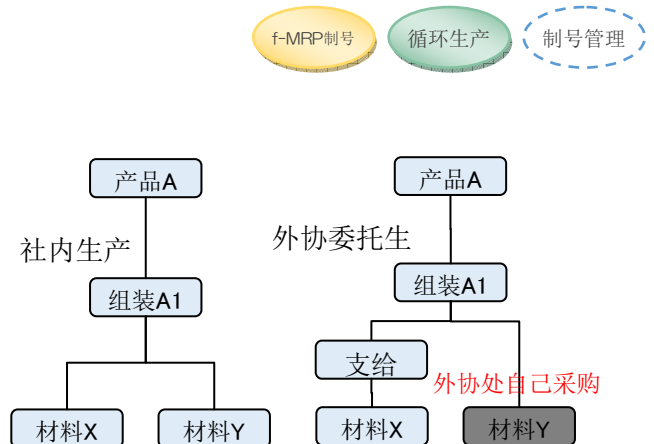 f-MRP制号 循环生产 制号管理
产品A 产品A
社内生产 外协委托生
组装A1 组装A1
支给
外协处自己采购
材料X 材料Y 材料X 材料Y